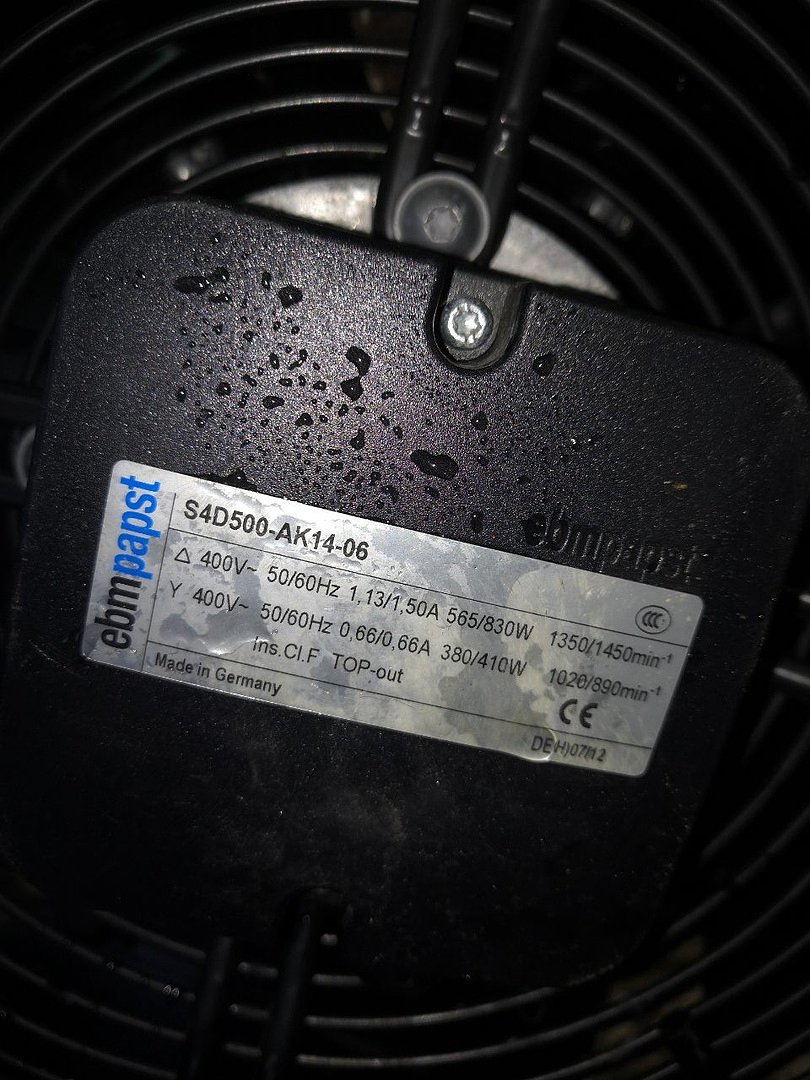 ebmpapst
ebmpapst
S4D500-AK14-06
Δ 400V~ 50/60Hz 1,13/1,50A 565/830W 1350/1450min⁻¹
Y 400V~ 50/60Hz 0,66/0,66A 380/410W 1020/890min⁻¹
Ins.Cl.F TOP-out
Made in Germany
CCC
CE
DE(H)07/12